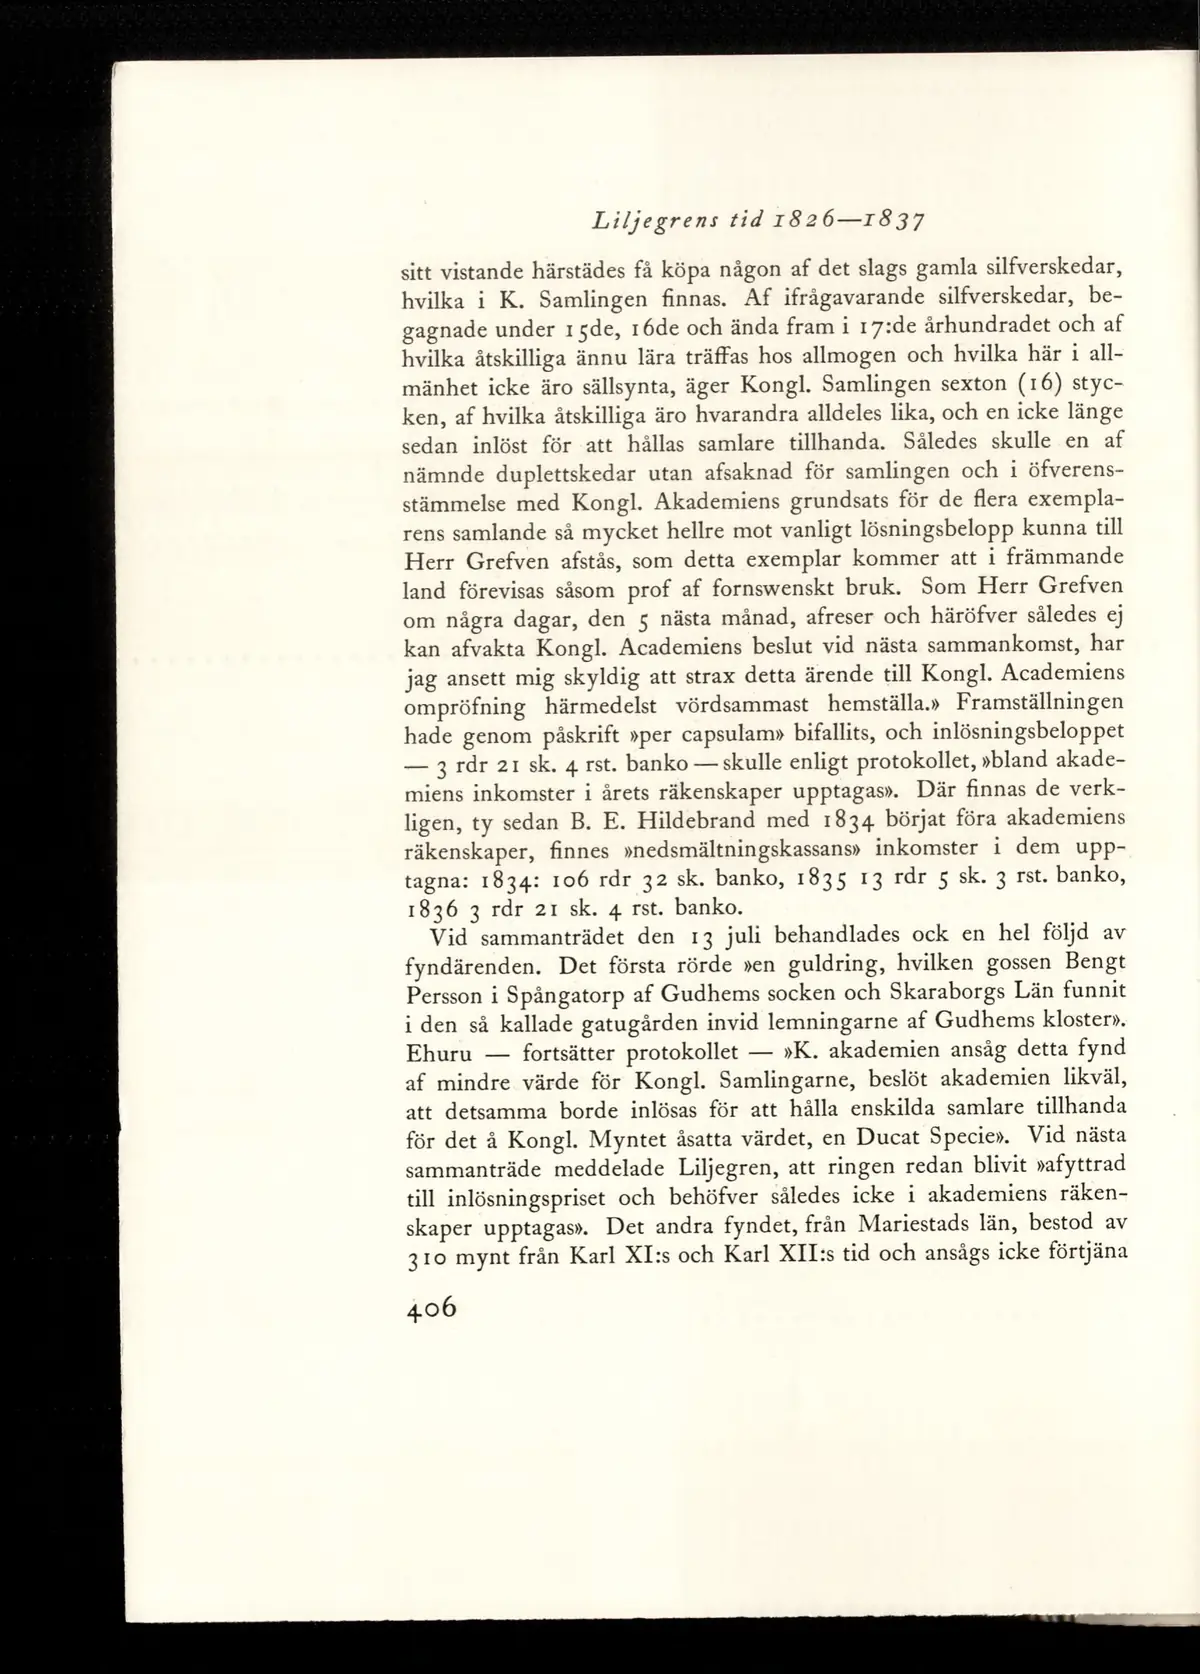 Liljegrens tid 1826—1837
sitt vistande härstädes få köpa någon af det slags gamla silfverskedar,
hvilka i K. Samlingen finnas. Af ifrågavarande silfverskedar, be-
gagnade under 15de, 16de och ända fram i 17:de århundradet och af
hvilka åtskilliga ännu lära träffas hos allmogen och hvilka här i all-
mänhet icke äro sällsynta, äger Kongl. Samlingen sexton (16) styc-
ken, af hvilka åtskilliga äro hvarandra alldeles lika, och en icke länge
sedan inlöst för att hållas samlare tillhanda. Således skulle en af
nämnde duplettskedar utan afsaknad för samlingen och i öfverens-
stämmelse med Kongl. Akademiens grundsats för de flera exempla-
rens samlande så mycket hellre mot vanligt lösningsbelopp kunna till
Herr Grefven afstås, som detta exemplar kommer att i främmande
land förevisas såsom prof af fornswenskt bruk. Som Herr Grefven
om några dagar, den 5 nästa månad, afreser och häröfver således ej
kan afvakta Kongl. Academiens beslut vid nästa sammankomst, har
jag ansett mig skyldig att strax detta ärende till Kongl. Academiens
ompröfning härmedelst vördsammast hemställa.» Framställningen
hade genom påskrift »per capsulam» bifallits, och inlösningsbeloppet
— 3 rdr 21 sk. 4 rst. banko — skulle enligt protokollet, »bland akade-
miens inkomster i årets räkenskaper upptagas». Där finnas de verk-
ligen, ty sedan B. E. Hildebrand med 1834 börjat föra akademiens
räkenskaper, finnes »nedsmältningskassans» inkomster i dem upp-
tagna: 1834: 106 rdr 32 sk. banko, 1835 13 rdr 5 sk. 3 rst. banko,
1836 3 rdr 21 sk. 4 rst. banko.
Vid sammanträdet den 13 juli behandlades ock en hel följd av
fyndärenden. Det första rörde »en guldring, hvilken gossen Bengt
Persson i Spångatorp af Gudhems socken och Skaraborgs Län funnit
i den så kallade gatugården invid lemningarne af Gudhems kloster».
Ehuru — fortsätter protokollet — »K. akademien ansåg detta fynd
af mindre värde för Kongl. Samlingarne, beslöt akademien likväl,
att detsamma borde inlösas för att hålla enskilda samlare tillhanda
för det å Kongl. Myntet åsatta värdet, en Ducat Specie». Vid nästa
sammanträde meddelade Liljegren, att ringen redan blivit »afyttrad
till inlösningspriset och behöfver således icke i akademiens räken-
skaper upptagas». Det andra fyndet, från Mariestads län, bestod av
310 mynt från Karl XI:s och Karl XII:s tid och ansågs icke förtjäna
406